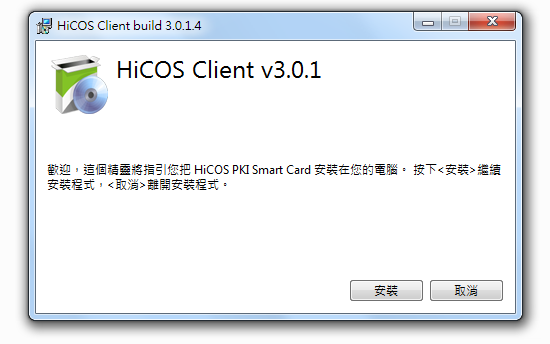 HiCOS Client build 3.0.1.4
HiCOS Client v3.0.1
歡迎，這個精靈將指引您把 HiCOS PKI Smart Card 安裝在您的電腦。 按下<安裝>繼續
安裝程式，<取消>離開安裝程式。
安裝
取消